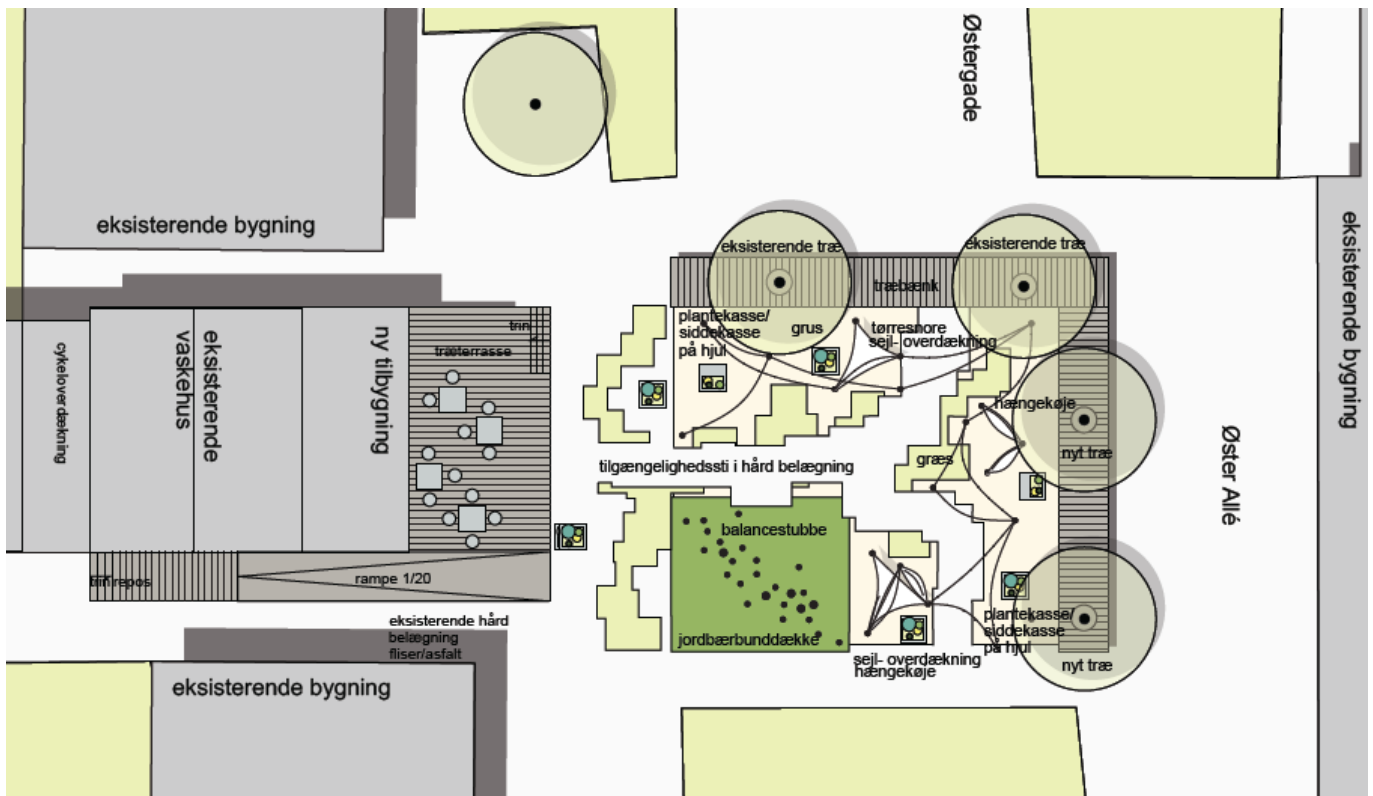 Østergade
eksisterende bygning
eksisterende bygning
eksisterende træ
eksisterende træ
træbænk
plantekasse/
siddekasse
på hjul
grus
tørresnore
sejl- overdækning
trin
træterrasse
ny tilbygning
eksisterende
vaskehus
cykeloverdækning
hængekøje
nyt træ
græs
tilgængelighedssti i hård belægning
Øster Allé
balancestubbe
trin repos
rampe 1/20
eksisterende hård
belægning
fliser/asfalt
jordbærbunddække
plantekasse/
siddekasse
på hjul
sejl- overdækning
hængekøje
nyt træ
eksisterende bygning